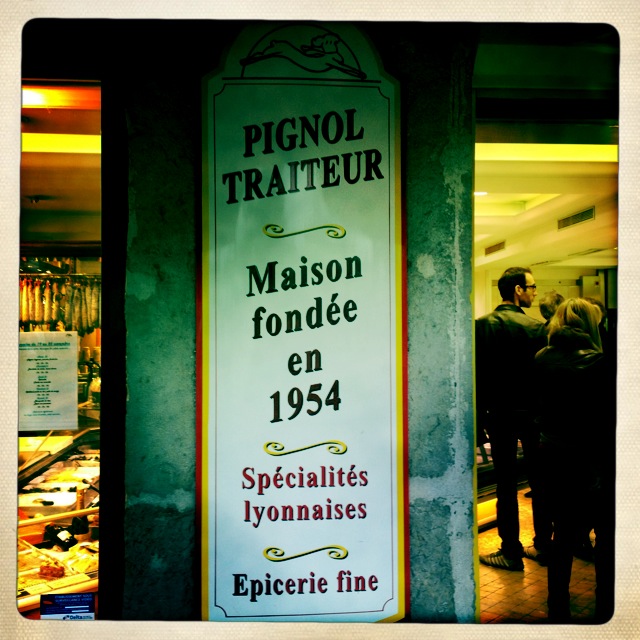 PIGNOL
TRAITEUR
Maison
fondée
en
1954
Spécialités
lyonnaises
Epicerie fine